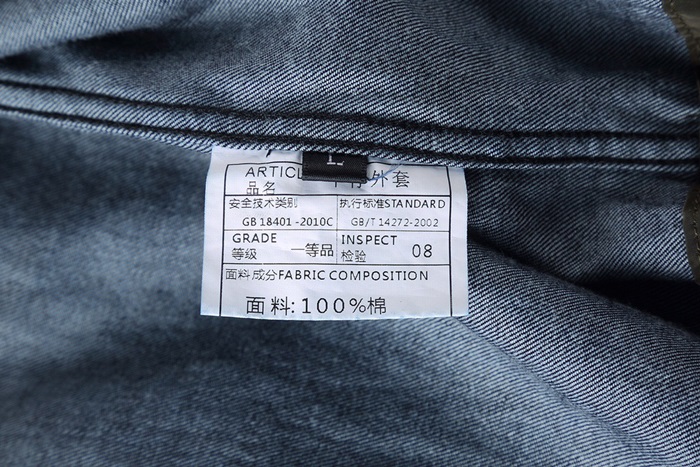 L
ARTICL
品名 外套
安全技术类别 执行标准STANDARD
GB 18401 -2010C GB/T 14272-2002
GRADE INSPECT
等级 一等品 检验 08
面料成分FABRIC COMPOSITION
面料:100%棉